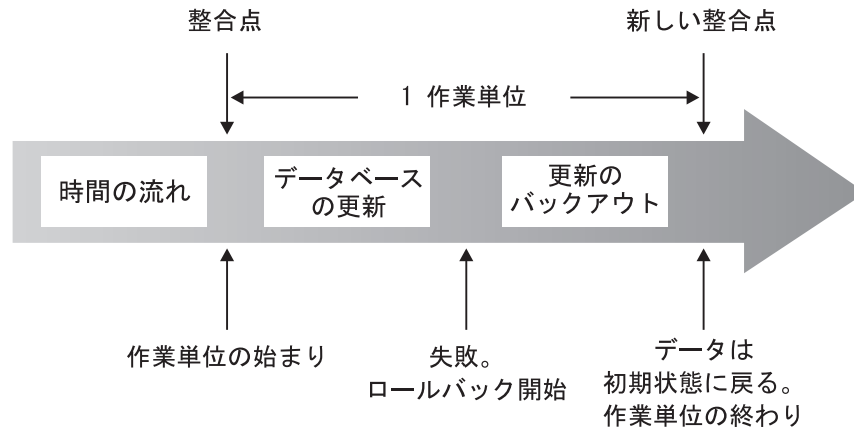 整合点
新しい整合点
1 作業単位
時間の流れ
データベース
の更新
更新の
バックアウト
作業単位の始まり
失敗。
ロールバック開始
データは
初期状態に戻る。
作業単位の終わり